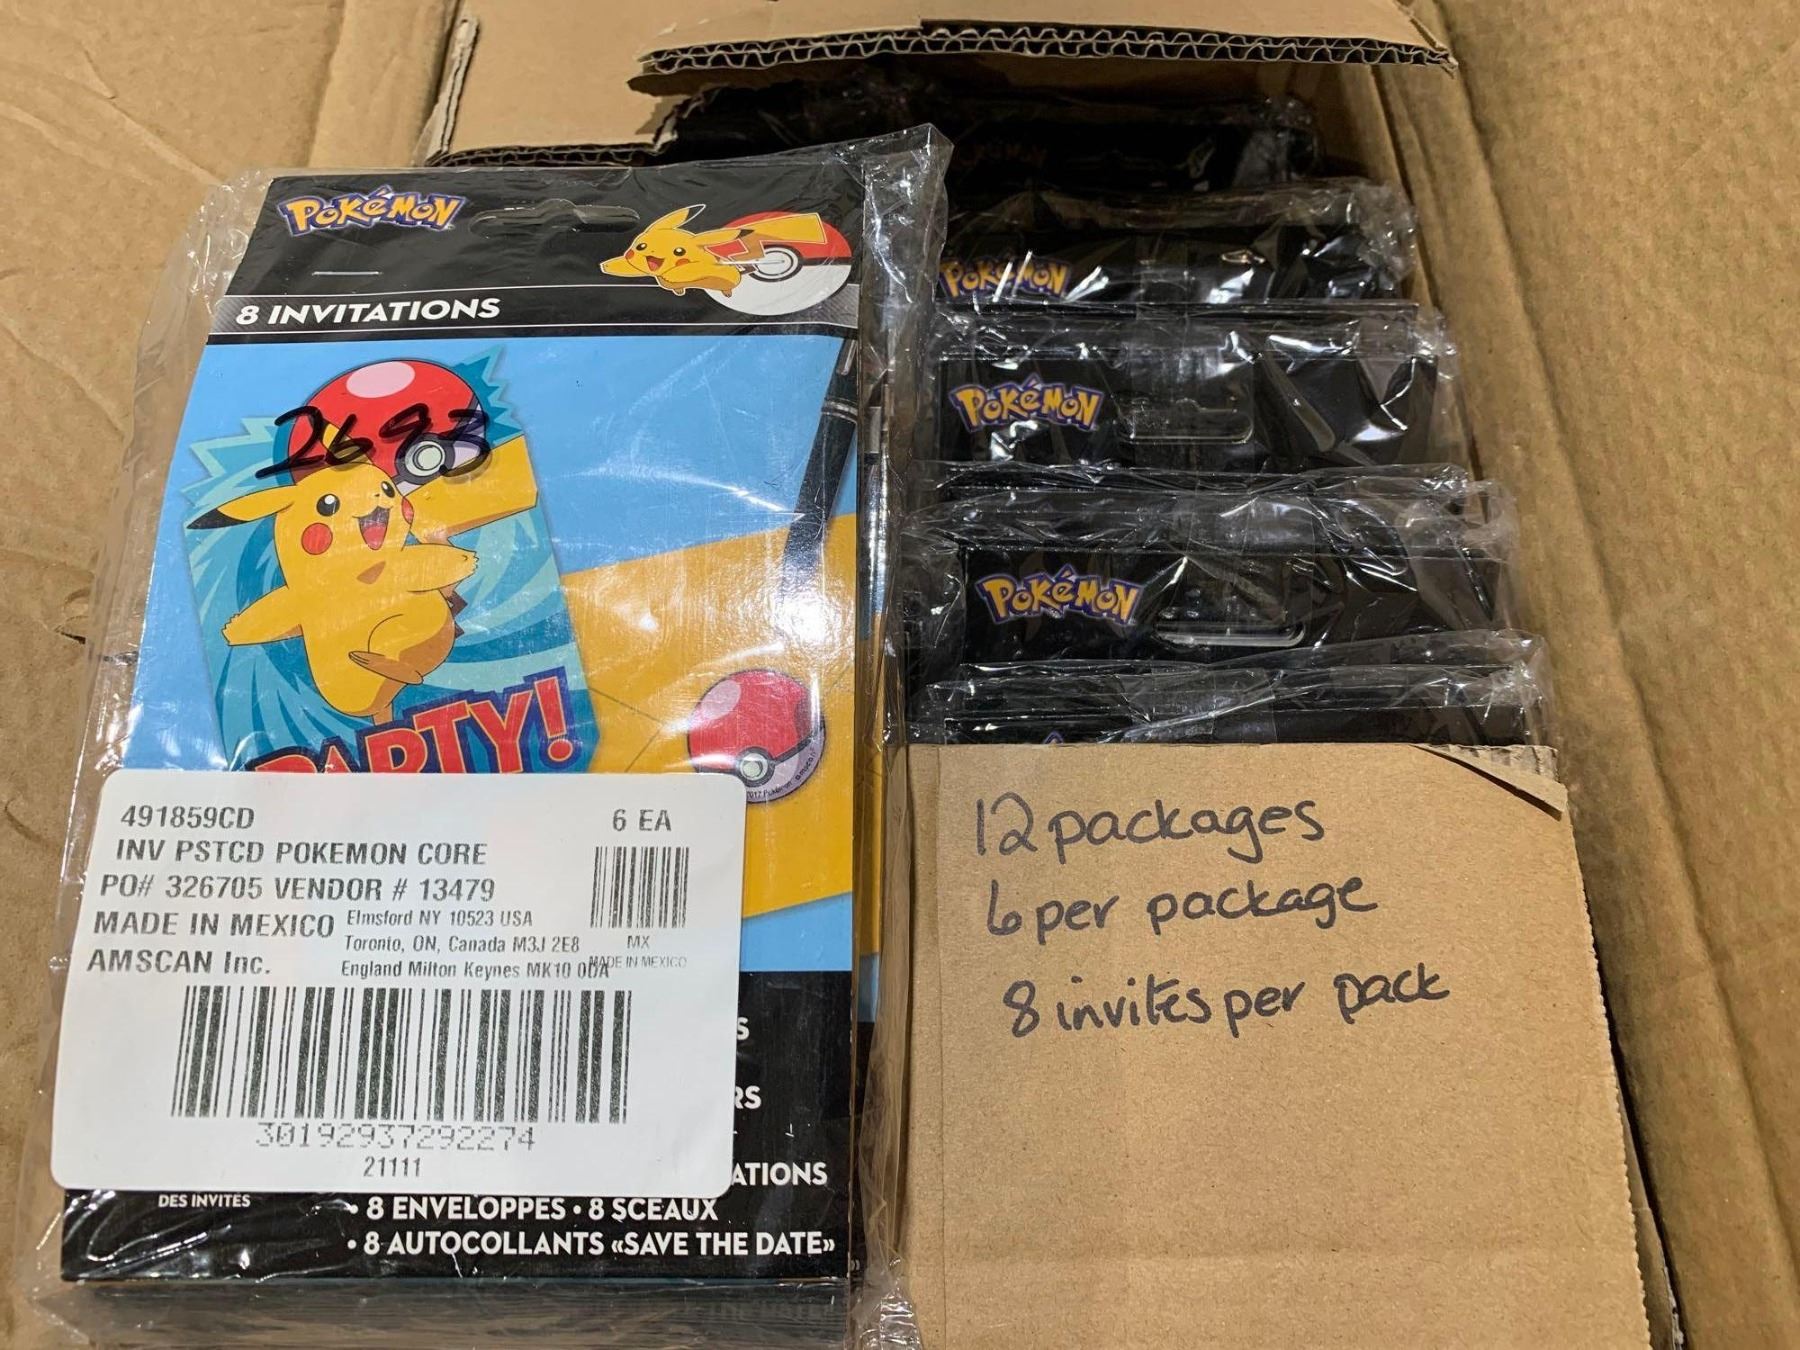 POKéMON
8 INVITATIONS
2693
PARTY!
491859CD 6 EA
INV PSTCD POKEMON CORE
PO# 326705 VENDOR # 13479
MADE IN MEXICO
Elmsford NY 10523 USA
Toronto, ON, Canada M3J 2E8
AMSCAN Inc.
England Milton Keynes MK10 0DA
MX
MADE IN MEXICO
30192937292274
21111
S
RS
ATIONS
DES INVITÉS
• 8 ENVELOPPES • 8 SCEAUX
• 8 AUTOCOLLANTS «SAVE THE DATE»
POKéMON
POKéMON
POKéMON
12 packages
6 per package
8 invites per pack